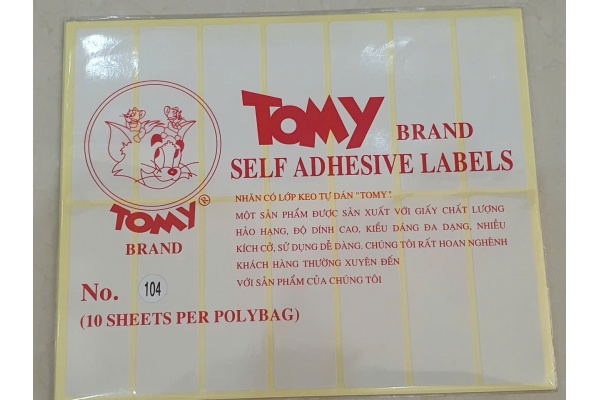 TOMY BRAND
SELF ADHESIVE LABELS
TOMY®
BRAND
NHÃN CÓ LỚP KEO TỰ DÁN "TOMY".
MỘT SẢN PHẨM ĐƯỢC SẢN XUẤT VỚI GIẤY CHẤT LƯỢNG
HẢO HẠNG, ĐỘ DÍNH CAO, KIỂU DÁNG ĐA DẠNG, NHIỀU
KÍCH CỠ, SỬ DỤNG DỄ DÀNG. CHÚNG TÔI RẤT HOAN NGHÊNH
KHÁCH HÀNG THƯỜNG XUYÊN ĐẾN
VỚI SẢN PHẨM CỦA CHÚNG TÔI
No. 104
(10 SHEETS PER POLYBAG)